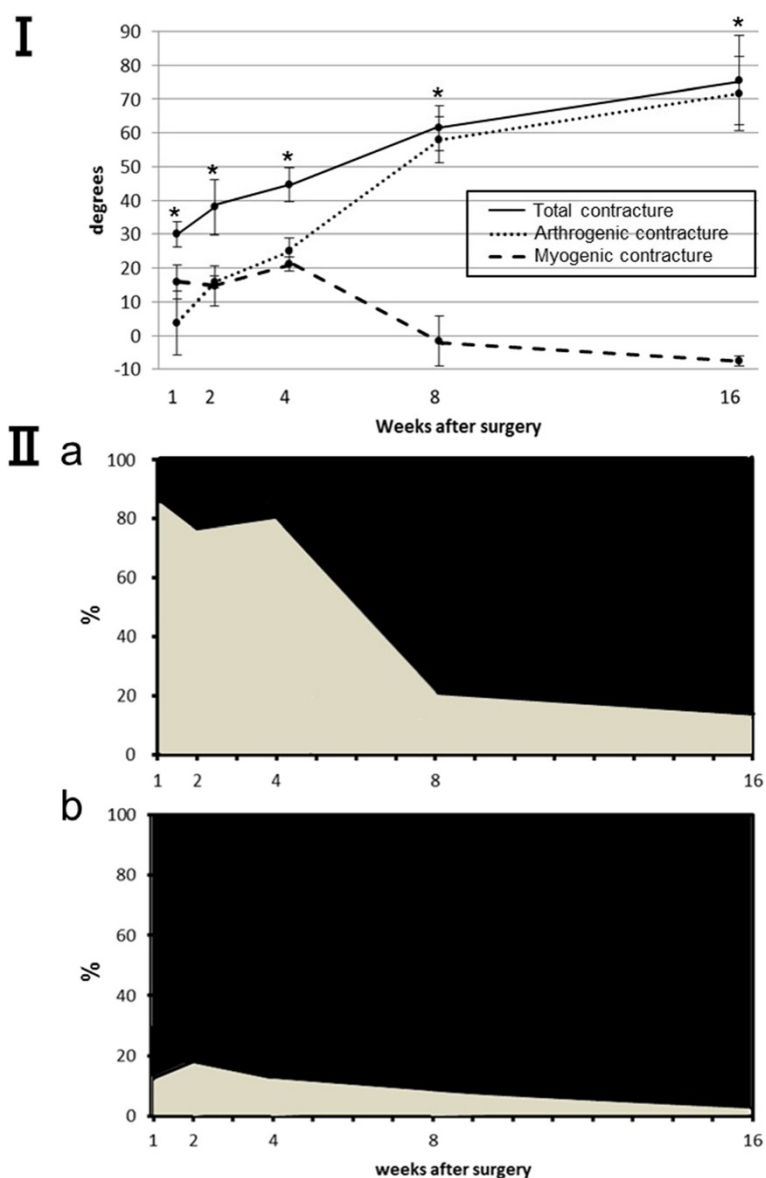 I
90
80
70
60
50
40
30
20
10
0
-10
degrees
* * * * *
Total contracture
Arthrogenic contracture
Myogenic contracture
1 2 4 8 16
Weeks after surgery
II a
100
80
60
40
20
0
%
1 2 4 8 16
b
100
80
60
40
20
0
%
1 2 4 8 16
weeks after surgery